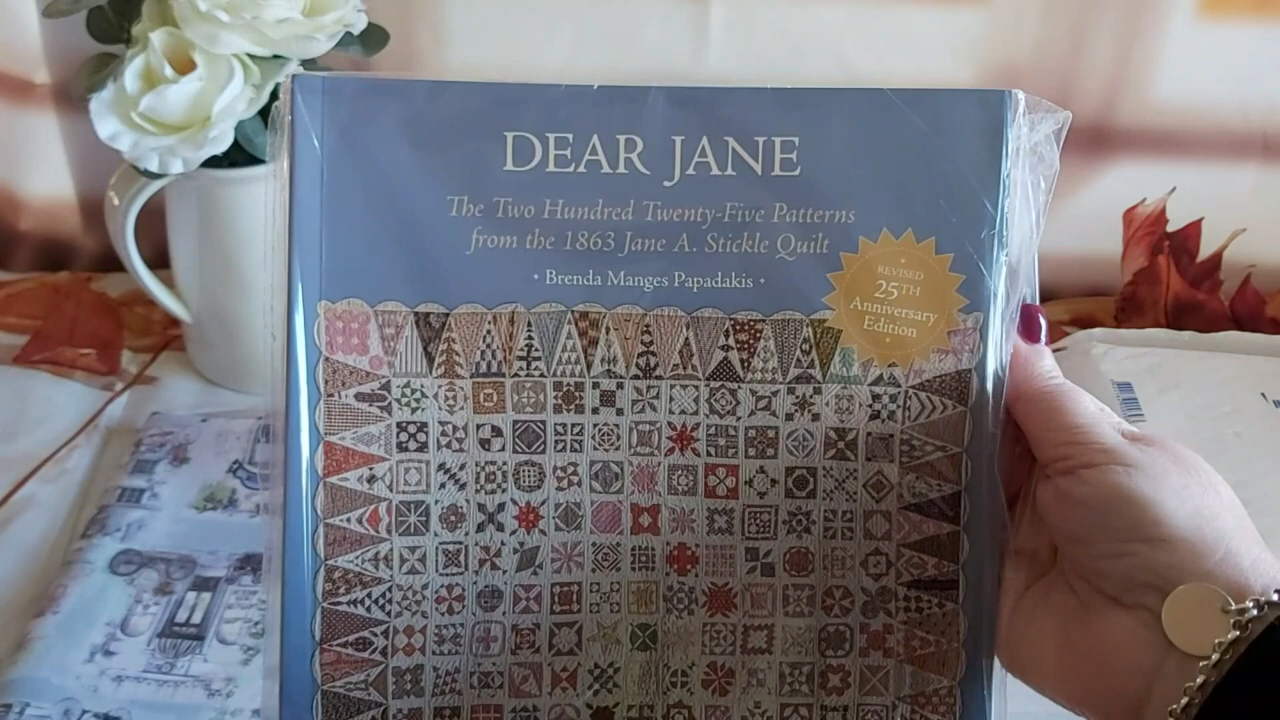 DEAR JANE
The Two Hundred Twenty-Five Patterns
from the 1863 Jane A. Stickle Quilt
• Brenda Manges Papadakis •
REVISED
25TH
Anniversary
Edition